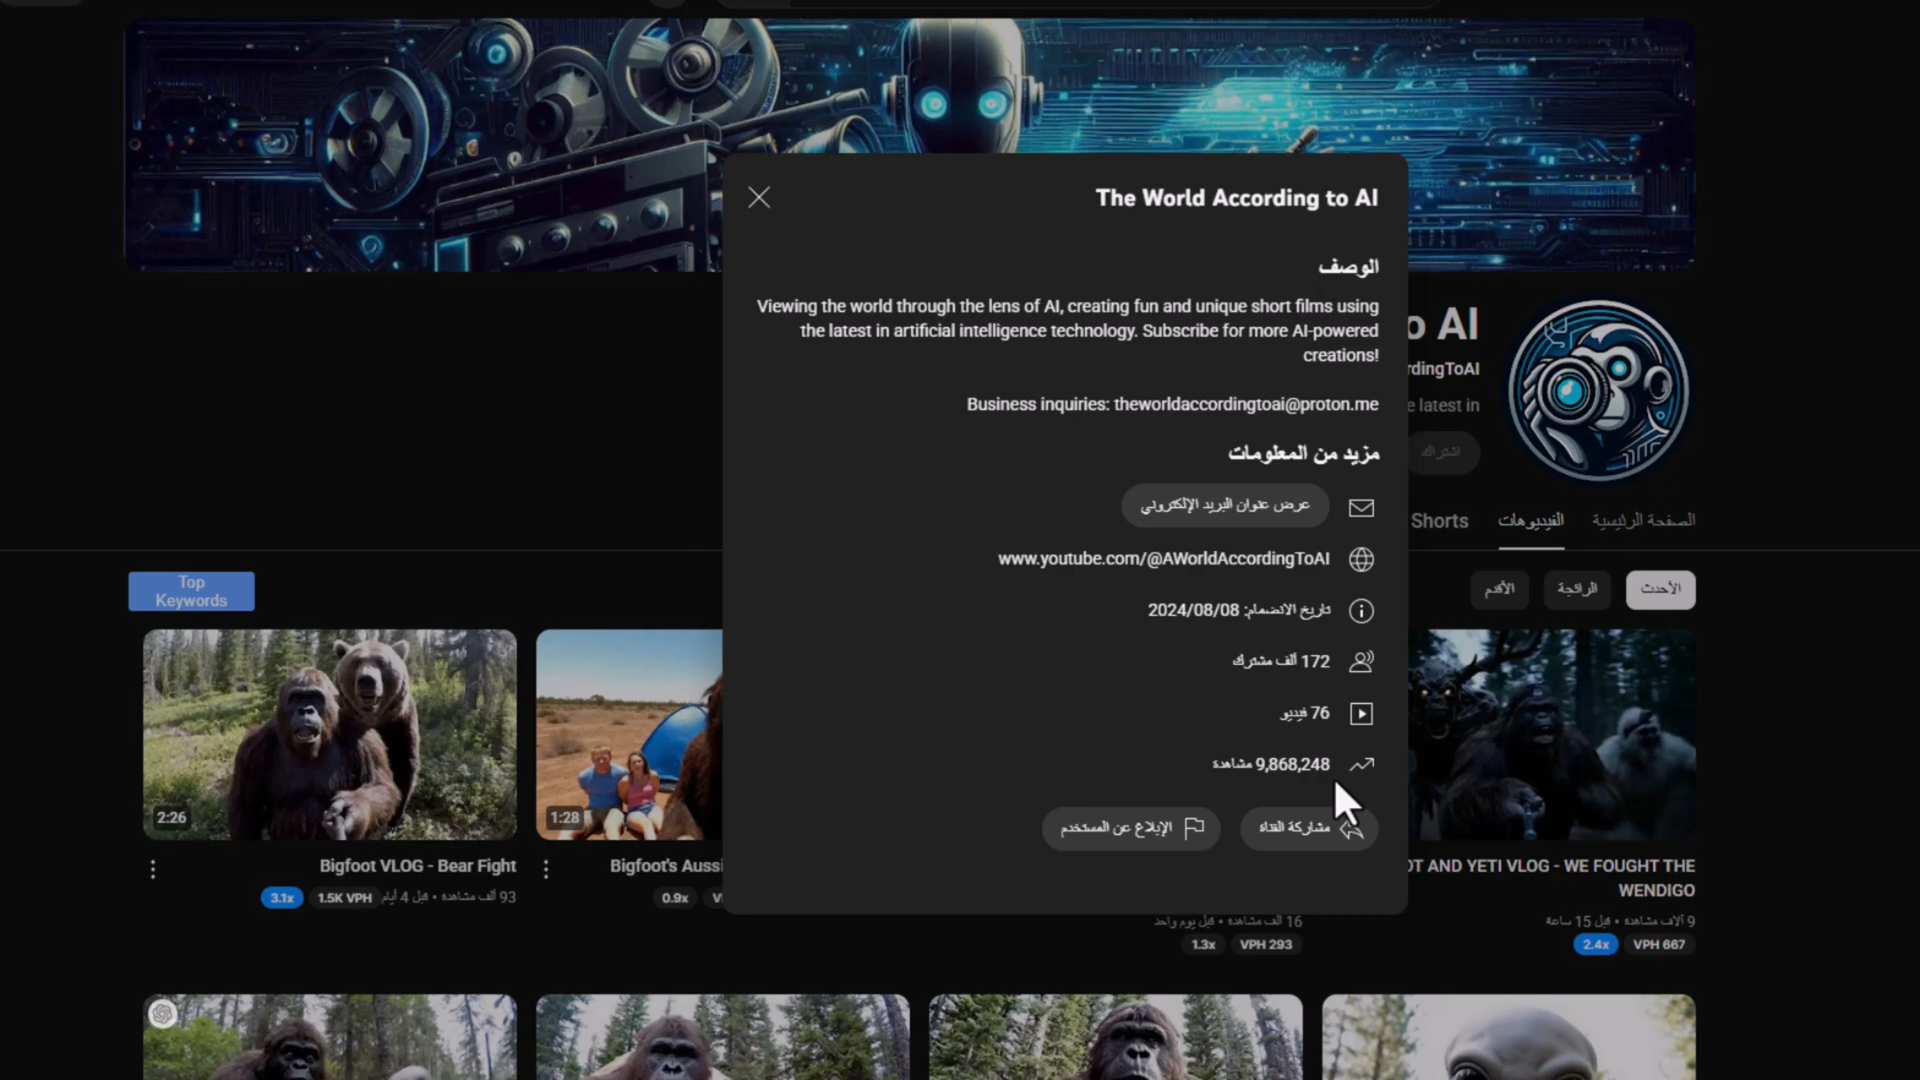 The World According to AI
الوصف
Viewing the world through the lens of AI, creating fun and unique short films using
the latest in artificial intelligence technology. Subscribe for more AI-powered
creations!
Business inquiries: theworldaccordingtoai@proton.me
مزيد من المعلومات
عرض عنوان البريد الإلكتروني
www.youtube.com/@AWorldAccordingToAI
تاريخ الانضمام: 2024/08/08
172 ألف مشترك
76 فيديو
9,868,248 مشاهدة
مشاركة القناة
الإبلاغ عن المستخدم
o AI
rdingToAI
e latest in
اشتراك
الصفحة الرئيسية
الفيديوهات
Shorts
الأحدث
الرائجة
الأقدم
Top
Keywords
OT AND YETI VLOG - WE FOUGHT THE
WENDIGO
9 آلاف مشاهدة • قبل 15 ساعة
2.4x VPH 667
16 ألف مشاهدة • قبل يوم واحد
1.3x VPH 293
1:28
Bigfoot's Aussi
0.9x
2:26
Bigfoot VLOG - Bear Fight
93 ألف مشاهدة • قبل 4 أيام
1.5K VPH
3.1x